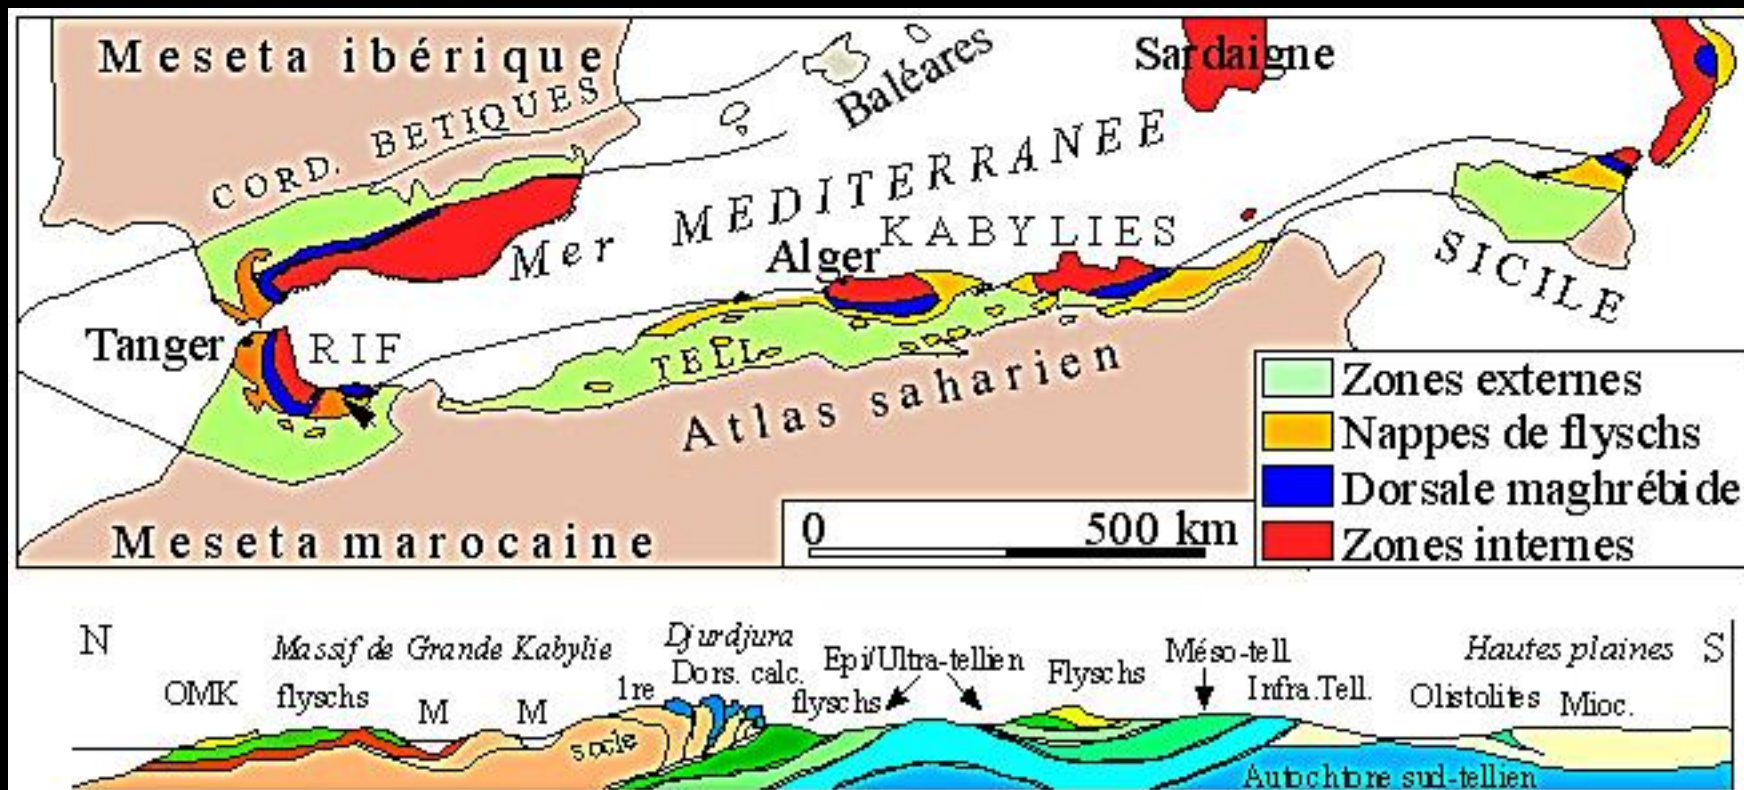 Meseta ibérique
CORD. BETIQUES
Baléares
Sardaigne
Mer MEDITERRANEE
Alger
KABYLIES
SICILE
Tanger
RIF
TELL
Atlas saharien
Meseta marocaine
0 500 km
Zones externes
Nappes de flyschs
Dorsale maghrébide
Zones internes
N
Massif de Grande Kabylie
Djurdjura
Hautes plaines
S
OMK
flyschs
M
M
1re
Dors. calc.
flyschs
Epi/Ultra-tellien
Flyschs
Méso-tell.
Infra.Tell.
Olistolites
Mioc.
socle
Autochtone sud-tellien